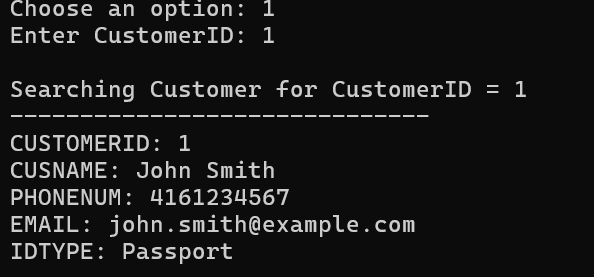 Choose an option: 1
Enter CustomerID: 1
Searching Customer for CustomerID = 1
------------------------------
CUSTOMERID: 1
CUSNAME: John Smith
PHONENUM: 4161234567
EMAIL: john.smith@example.com
IDTYPE: Passport